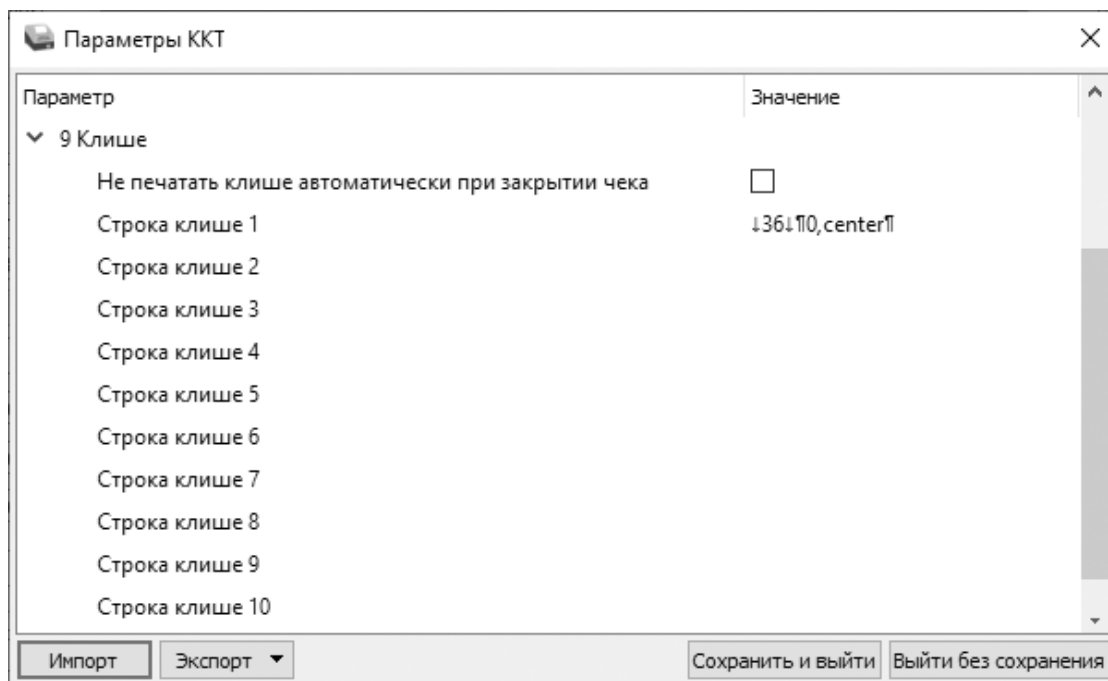 Параметры ККТ
Параметр Значение
9 Клише
Не печатать клише автоматически при закрытии чека
Строка клише 1 ↓36↓¶0,center¶
Строка клише 2
Строка клише 3
Строка клише 4
Строка клише 5
Строка клише 6
Строка клише 7
Строка клише 8
Строка клише 9
Строка клише 10
Импорт Экспорт Сохранить и выйти Выйти без сохранения